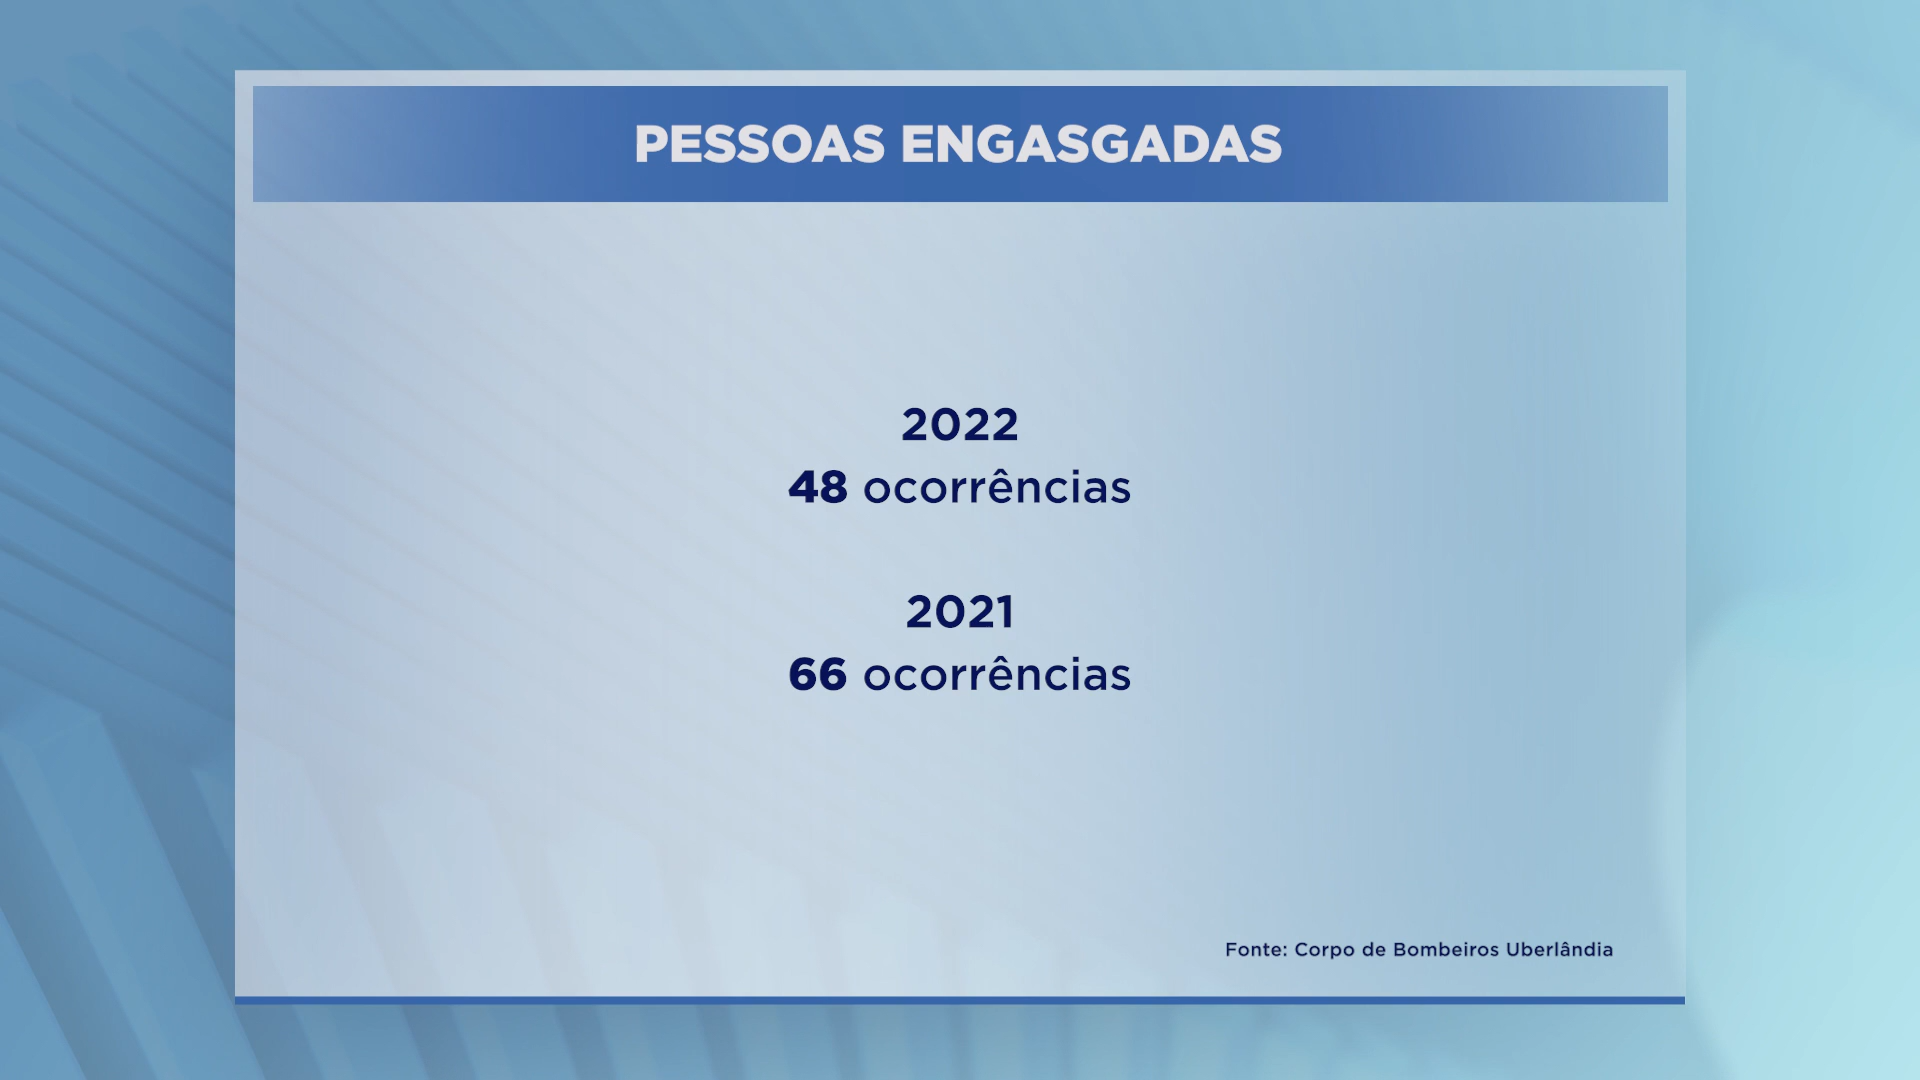 PESSOAS ENGASGADAS
2022
48 ocorrências
2021
66 ocorrências
Fonte: Corpo de Bombeiros Uberlândia